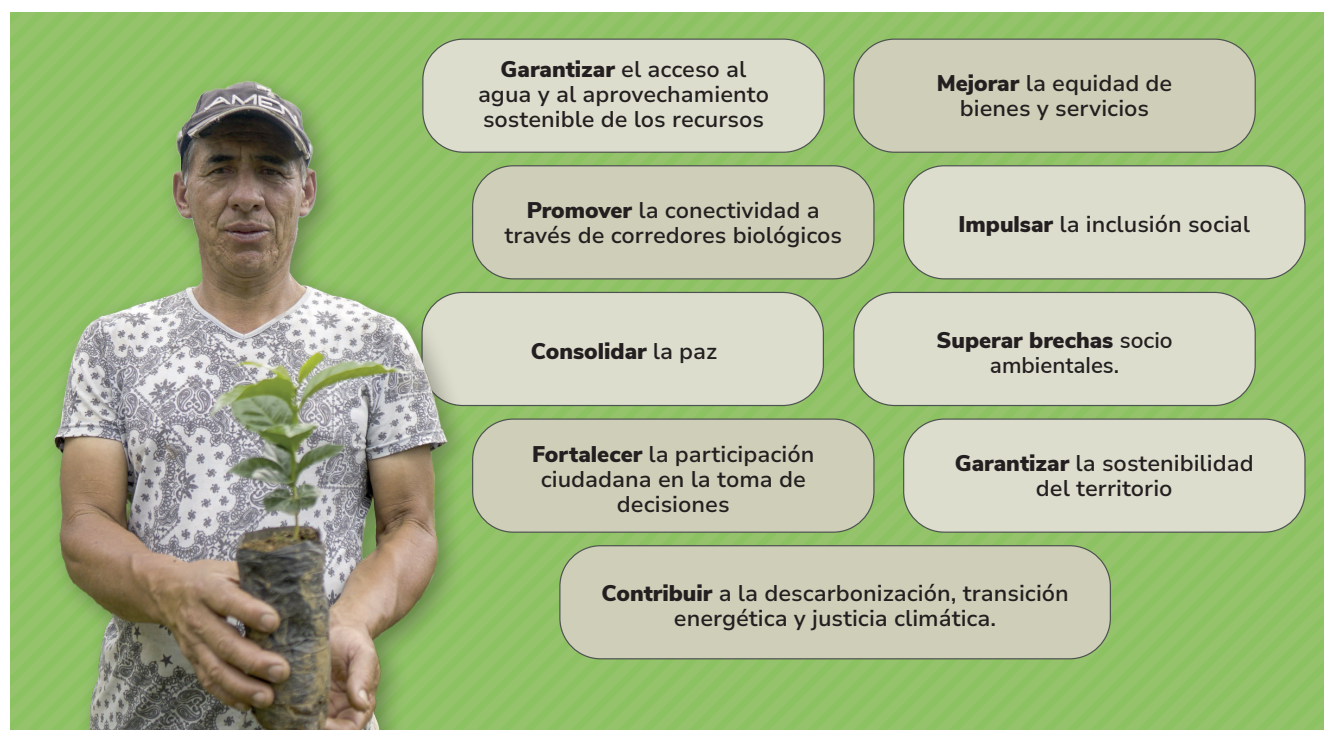 AMEN
Garantizar el acceso al
agua y al aprovechamiento
sostenible de los recursos
Mejorar la equidad de
bienes y servicios
Promover la conectividad a
través de corredores biológicos
Impulsar la inclusión social
Consolidar la paz
Superar brechas socio
ambientales.
Fortalecer la participación
ciudadana en la toma de
decisiones
Garantizar la sostenibilidad
del territorio
Contribuir a la descarbonización, transición
energética y justicia climática.